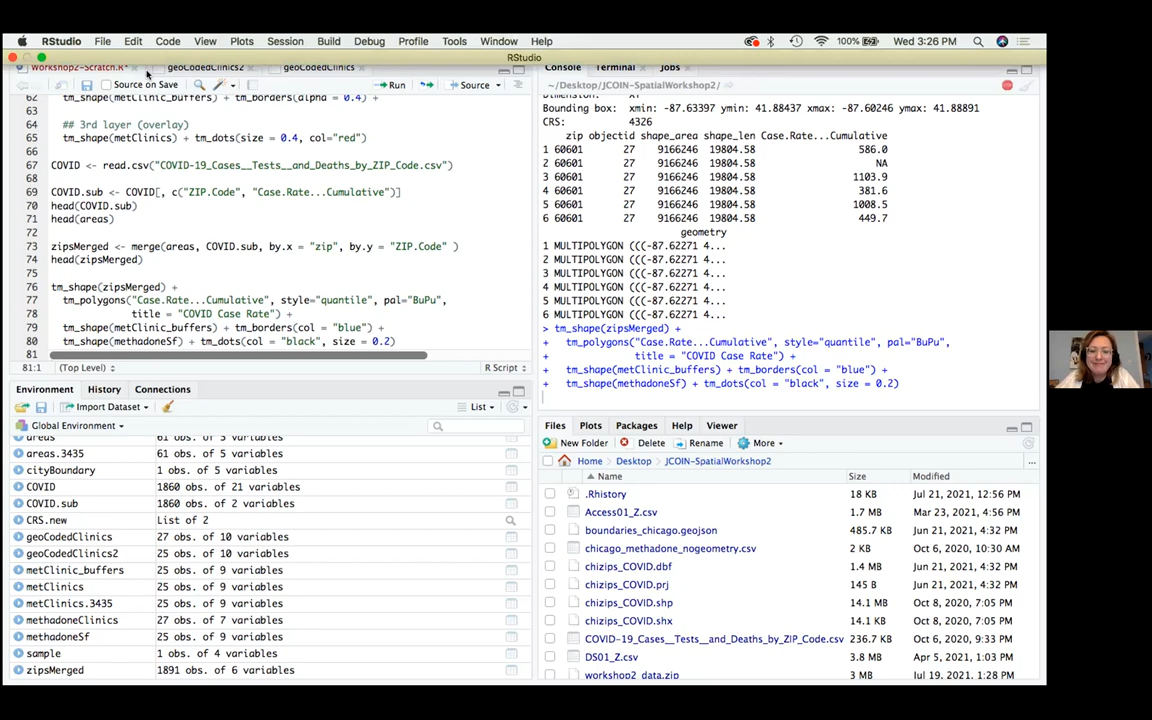 RStudio File Edit Code View Plots Session Build Debug Profile Tools Window Help 100% Wed 3:26 PM
RStudio
Workshop2-Scratch.R* geoCodedClinics2 geoCodedClinics
Source on Save Run Source
62 tm_shape(metClinic_buffers) + tm_borders(alpha = 0.4) +
63
64 ## 3rd layer (overlay)
65 tm_shape(metClinics) + tm_dots(size = 0.4, col="red")
66
67 COVID <- read.csv("COVID-19_Cases__Tests__and_Deaths_by_ZIP_Code.csv")
68
69 COVID.sub <- COVID[, c("ZIP.Code", "Case.Rate...Cumulative")]
70 head(COVID.sub)
71 head(areas)
72
73 zipsMerged <- merge(areas, COVID.sub, by.x = "zip", by.y = "ZIP.Code" )
74 head(zipsMerged)
75
76 tm_shape(zipsMerged) +
77 tm_polygons("Case.Rate...Cumulative", style="quantile", pal="BuPu",
78 title = "COVID Case Rate") +
79 tm_shape(metClinic_buffers) + tm_borders(col = "blue") +
80 tm_shape(methadoneSf) + tm_dots(col = "black", size = 0.2)
81
81:1 (Top Level) R Script
Environment History Connections
Import Dataset List
Global Environment
areas
areas.3435 61 obs. of 5 variables
cityBoundary 1 obs. of 5 variables
COVID 1860 obs. of 21 variables
COVID.sub 1860 obs. of 2 variables
CRS.new List of 2
geoCodedClinics 27 obs. of 10 variables
geoCodedClinics2 25 obs. of 10 variables
metClinic_buffers 25 obs. of 9 variables
metClinics 25 obs. of 9 variables
metClinics.3435 25 obs. of 9 variables
methadoneClinics 27 obs. of 7 variables
methadoneSf 25 obs. of 9 variables
sample 1 obs. of 4 variables
zipsMerged 1891 obs. of 6 variables
Console Terminal Jobs
~/Desktop/JCOIN-SpatialWorkshop2/
Bounding box: xmin: -87.63397 ymin: 41.88437 xmax: -87.60246 ymax: 41.88891
CRS: 4326
zip objectid shape_area shape_len Case.Rate...Cumulative
1 60601 27 9166246 19804.58 586.0
2 60601 27 9166246 19804.58 NA
3 60601 27 9166246 19804.58 1103.9
4 60601 27 9166246 19804.58 381.6
5 60601 27 9166246 19804.58 1008.5
6 60601 27 9166246 19804.58 449.7
geometry
1 MULTIPOLYGON (((-87.62271 4...
2 MULTIPOLYGON (((-87.62271 4...
3 MULTIPOLYGON (((-87.62271 4...
4 MULTIPOLYGON (((-87.62271 4...
5 MULTIPOLYGON (((-87.62271 4...
6 MULTIPOLYGON (((-87.62271 4...
> tm_shape(zipsMerged) +
+ tm_polygons("Case.Rate...Cumulative", style="quantile", pal="BuPu",
+ title = "COVID Case Rate") +
+ tm_shape(metClinic_buffers) + tm_borders(col = "blue") +
+ tm_shape(methadoneSf) + tm_dots(col = "black", size = 0.2)
Files Plots Packages Help Viewer
New Folder Delete Rename More
Home Desktop JCOIN-SpatialWorkshop2 ...
Name Size Modified
.Rhistory 18 KB Jul 21, 2021, 12:56 PM
Access01_Z.csv 1.7 MB Mar 23, 2021, 4:56 PM
boundaries_chicago.geojson 485.7 KB Jun 21, 2021, 4:32 PM
chicago_methadone_nogeometry.csv 2 KB Oct 6, 2020, 10:30 AM
chizips_COVID.dbf 1.4 MB Jun 21, 2021, 4:32 PM
chizips_COVID.prj 145 B Jun 21, 2021, 4:32 PM
chizips_COVID.shp 14.1 MB Oct 8, 2020, 7:05 PM
chizips_COVID.shx 14.1 KB Oct 8, 2020, 7:05 PM
COVID-19_Cases__Tests__and_Deaths_by_ZIP_Code.csv 236.7 KB Oct 6, 2020, 9:33 PM
DS01_Z.csv 3.8 MB Apr 5, 2021, 1:03 PM
workshop2_data.zip 3 MB Jul 19, 2021, 1:28 PM